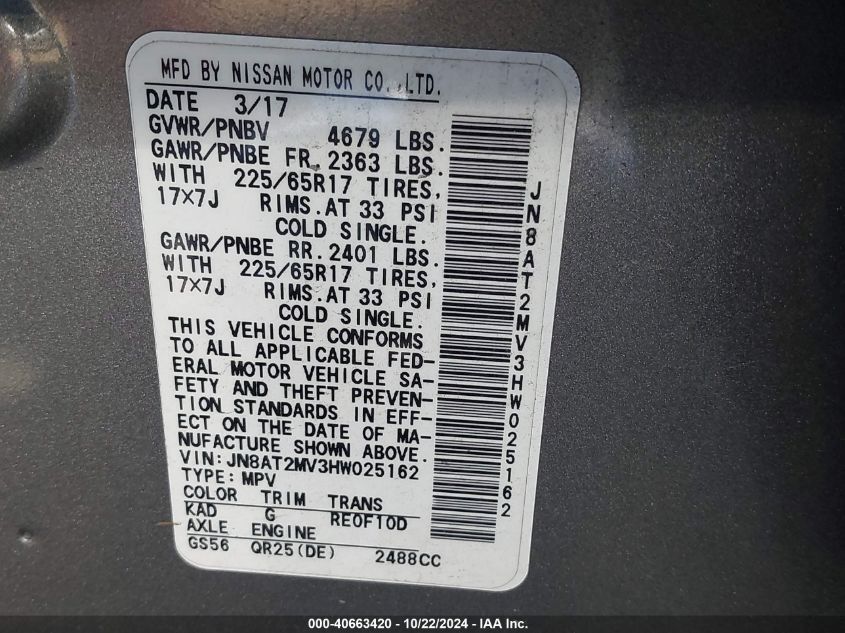 MFD BY NISSAN MOTOR CO.,LTD.
DATE 3/17
GVWR/PNBV 4679 LBS.
GAWR/PNBE FR. 2363 LBS.
WITH 225/65R17 TIRES,
17X7J RIMS.AT 33 PSI
COLD SINGLE.
GAWR/PNBE RR. 2401 LBS.
WITH 225/65R17 TIRES,
17X7J RIMS.AT 33 PSI
COLD SINGLE.
THIS VEHICLE CONFORMS
TO ALL APPLICABLE FED-
ERAL MOTOR VEHICLE SA-
FETY AND THEFT PREVEN-
TION STANDARDS IN EFF-
ECT ON THE DATE OF MA-
NUFACTURE SHOWN ABOVE.
VIN:JN8AT2MV3HW025162
TYPE:MPV
COLOR TRIM TRANS
KAD G RE0F10D
AXLE ENGINE
GS56 QR25(DE) 2488CC
JN8AT2MV3HW025162
000-40663420 - 10/22/2024 - IAA Inc.